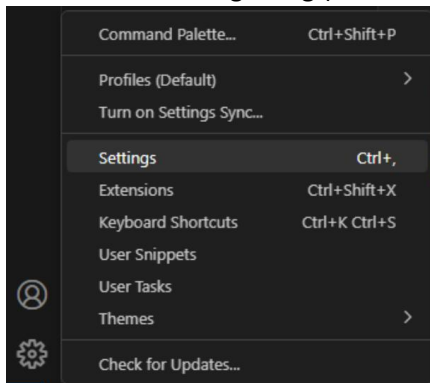 Command Palette... Ctrl+Shift+P
Profiles (Default) >
Turn on Settings Sync...
Settings Ctrl+,
Extensions Ctrl+Shift+X
Keyboard Shortcuts Ctrl+K Ctrl+S
User Snippets
User Tasks
Themes >
Check for Updates...